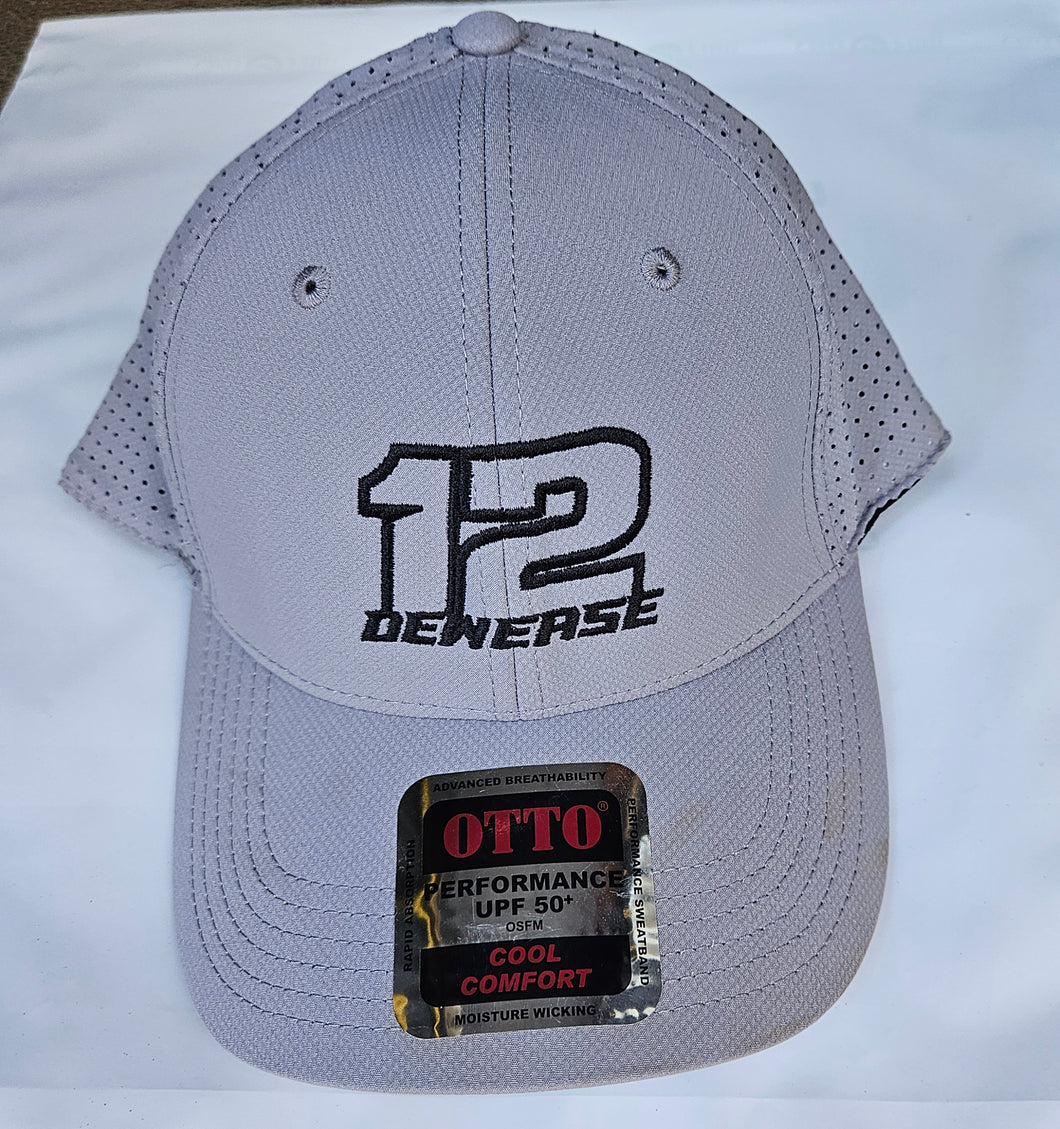 12
DEWEASE
ADVANCED BREATHABILITY
OTTO®
PERFORMANCE
UPF 50+
OSFM
COOL
COMFORT
MOISTURE WICKING
RAPID ABSORPTION
PERFORMANCE SWEATBAND